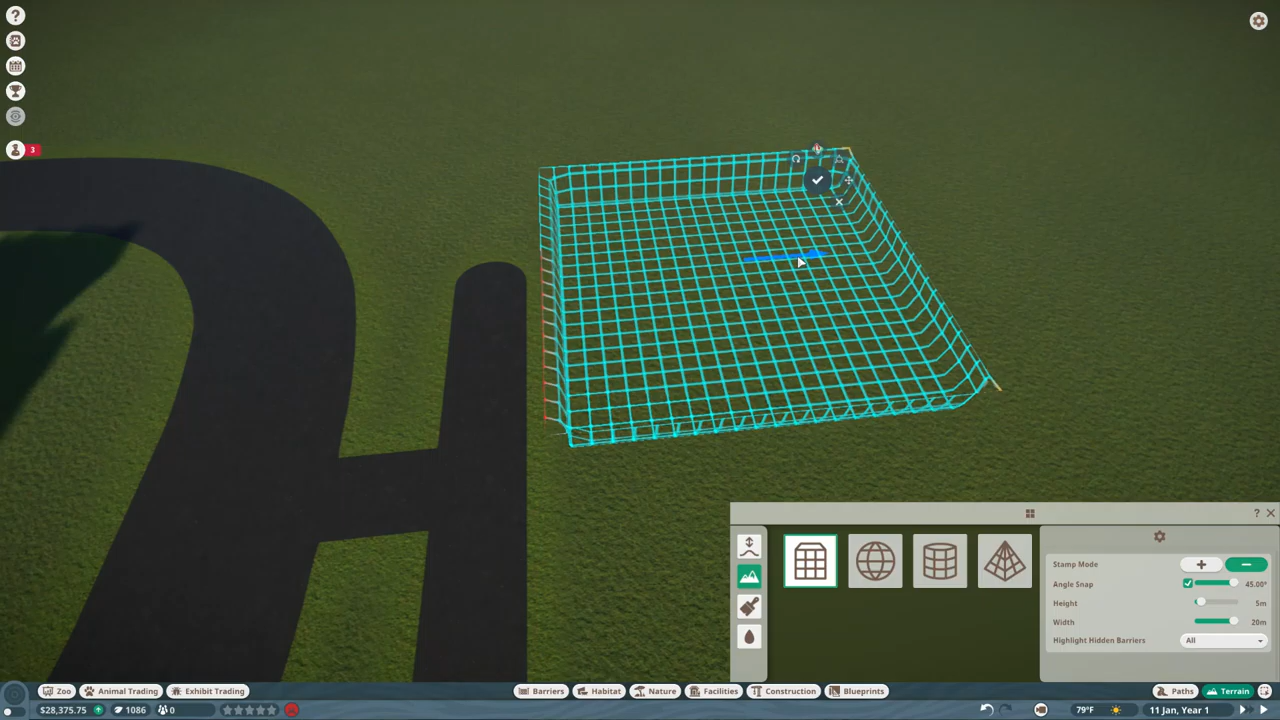 3
Stamp Mode
Angle Snap 45.00°
Height 5m
Width 20m
Highlight Hidden Barriers All
Zoo Animal Trading Exhibit Trading Barriers Habitat Nature Facilities Construction Blueprints Paths Terrain
$28,375.75 1086 0 79°F 11 Jan, Year 1